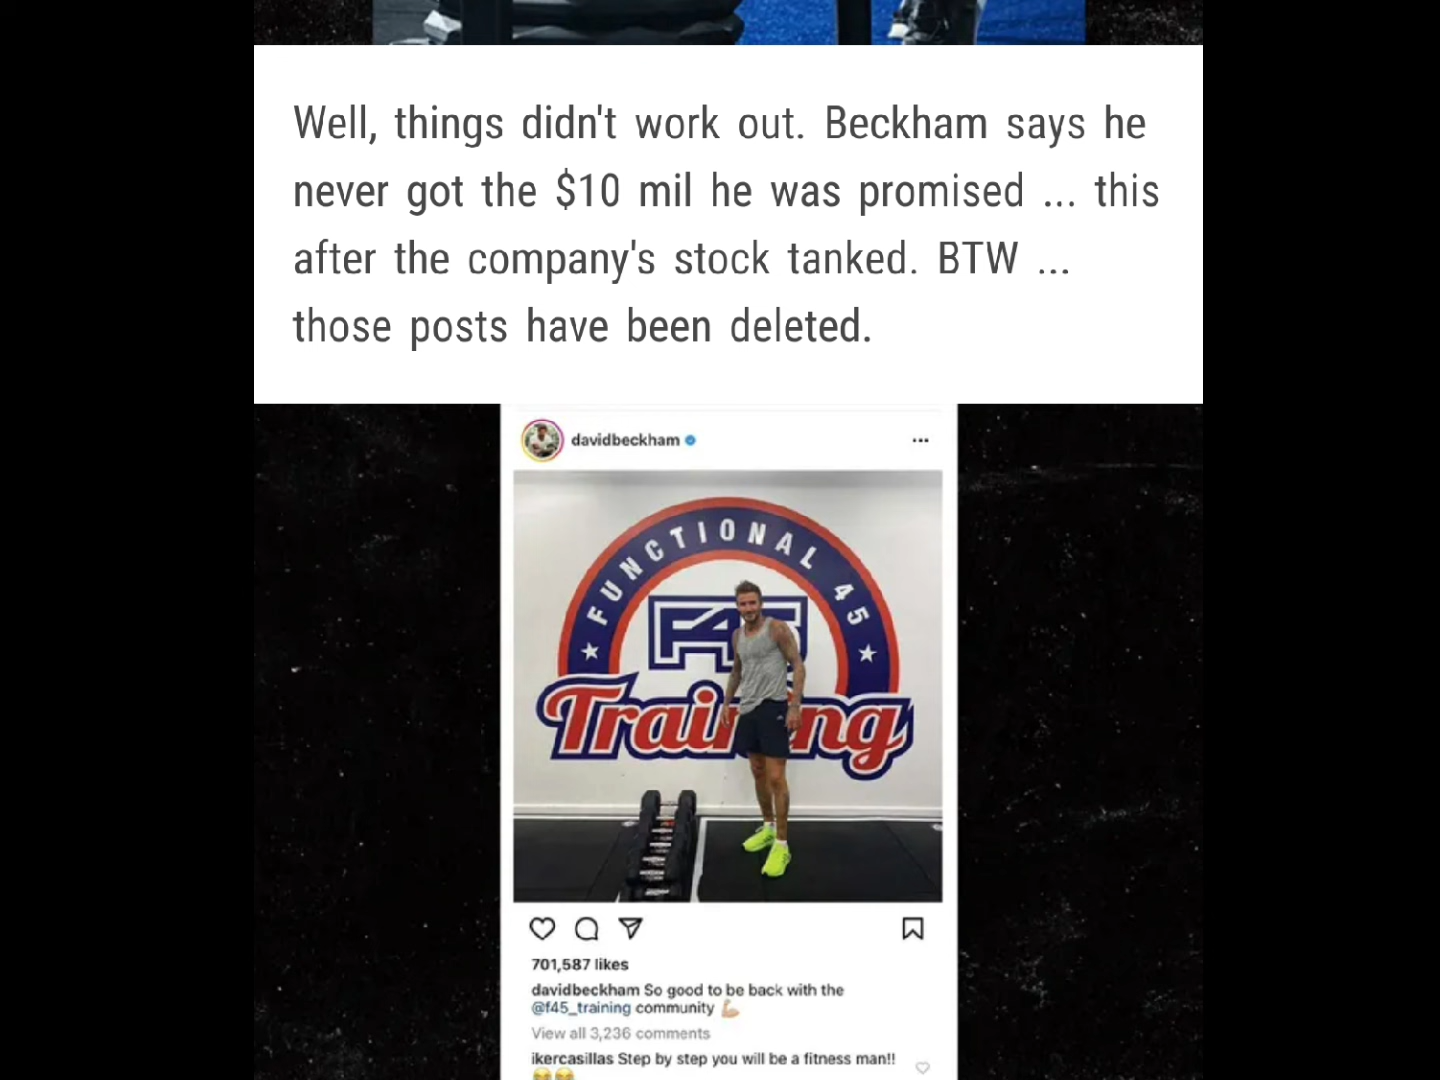 Well, things didn't work out. Beckham says he
never got the $10 mil he was promised ... this
after the company's stock tanked. BTW ...
those posts have been deleted.
davidbeckham
FUNCTIONAL 45
F45
Training
701,587 likes
davidbeckham So good to be back with the
@f45_training community 💪🏼
View all 3,236 comments
ikercasillas Step by step you will be a fitness man!!
😂😂